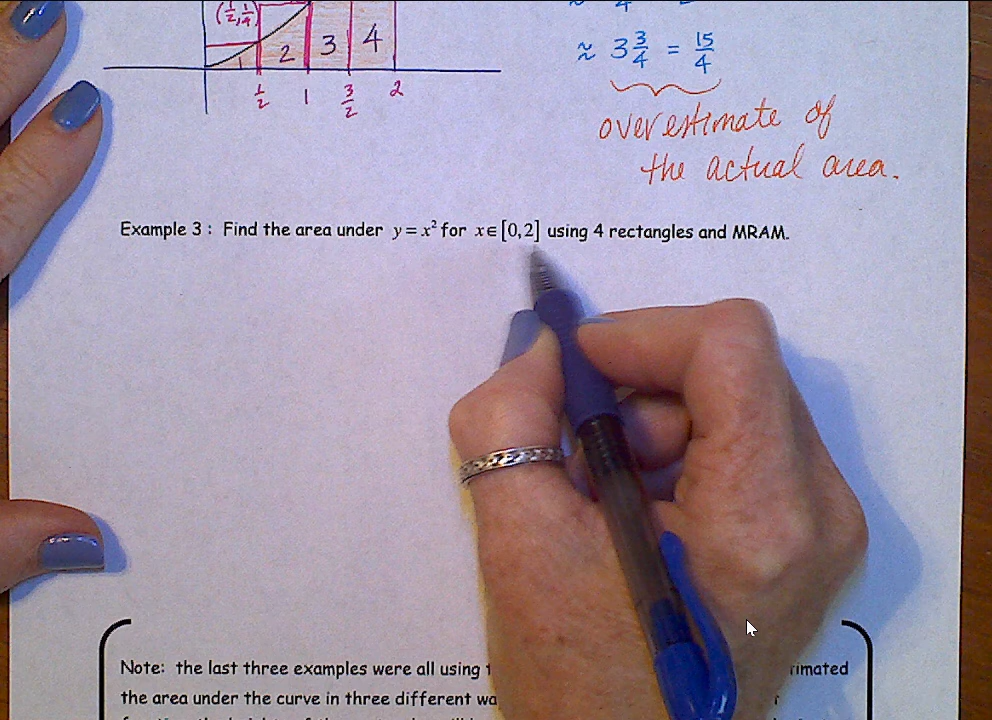 (1/2, 1/4)
1 2 3 4
1/2 1 3/2 2
≈ 3 3/4 = 15/4
overestimate of
the actual area.
Example 3 : Find the area under y = x² for x ∈ [0,2] using 4 rectangles and MRAM.
Note: the last three examples were all using
the area under the curve in three different